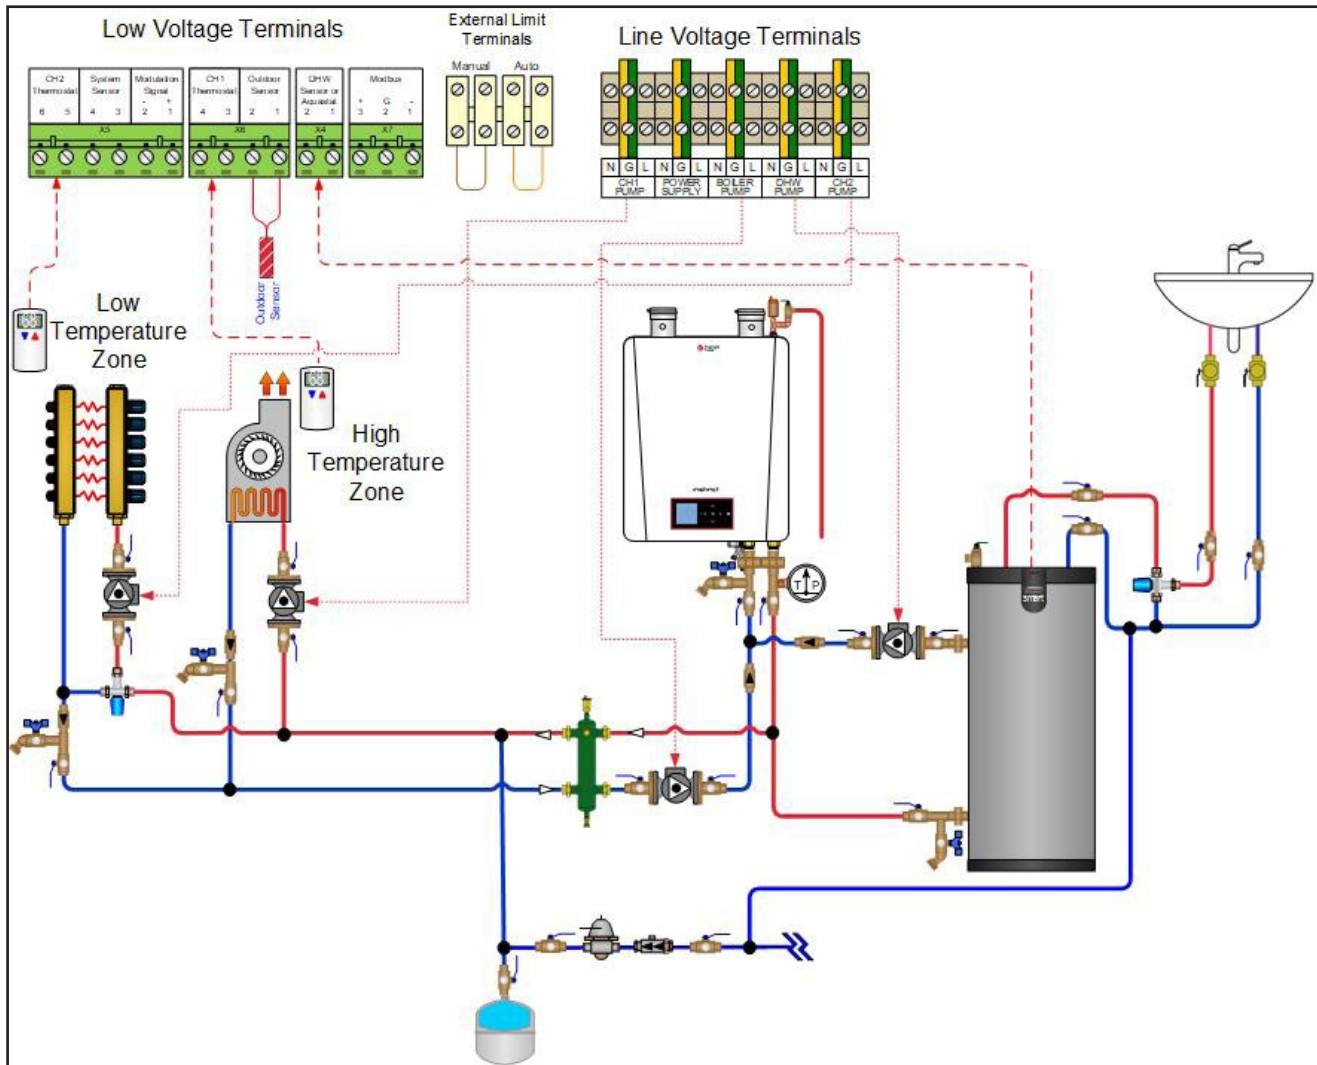 Low Voltage Terminals
External Limit
Terminals
Manual Auto
Line Voltage Terminals
CH2
Thermostat
6 5
System
Sensor
4 3
Modulation
Signal
- +
2 1
X5
CH1
Thermostat
4 3
Outdoor
Sensor
2 1
X6
DHW
Sensor or
Aquastat
2 1
X4
Modbus
+ G -
3 2 1
X7
N G L N G L N G L N G L N G L
CH1
PUMP
POWER
SUPPLY
BOILER
PUMP
DHW
PUMP
CH2
PUMP
Outdoor
Sensor
Low
Temperature
Zone
High
Temperature
Zone
T P
smart